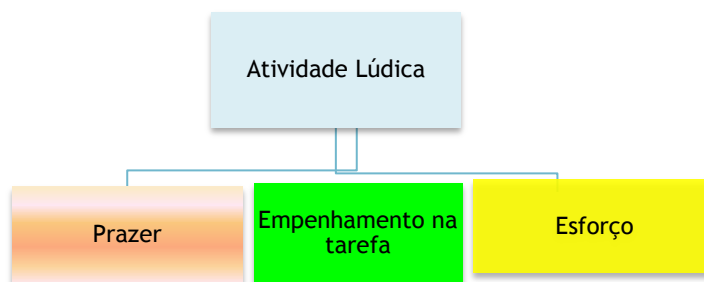 Atividade Lúdica
Prazer
Empenhamento na
tarefa
Esforço